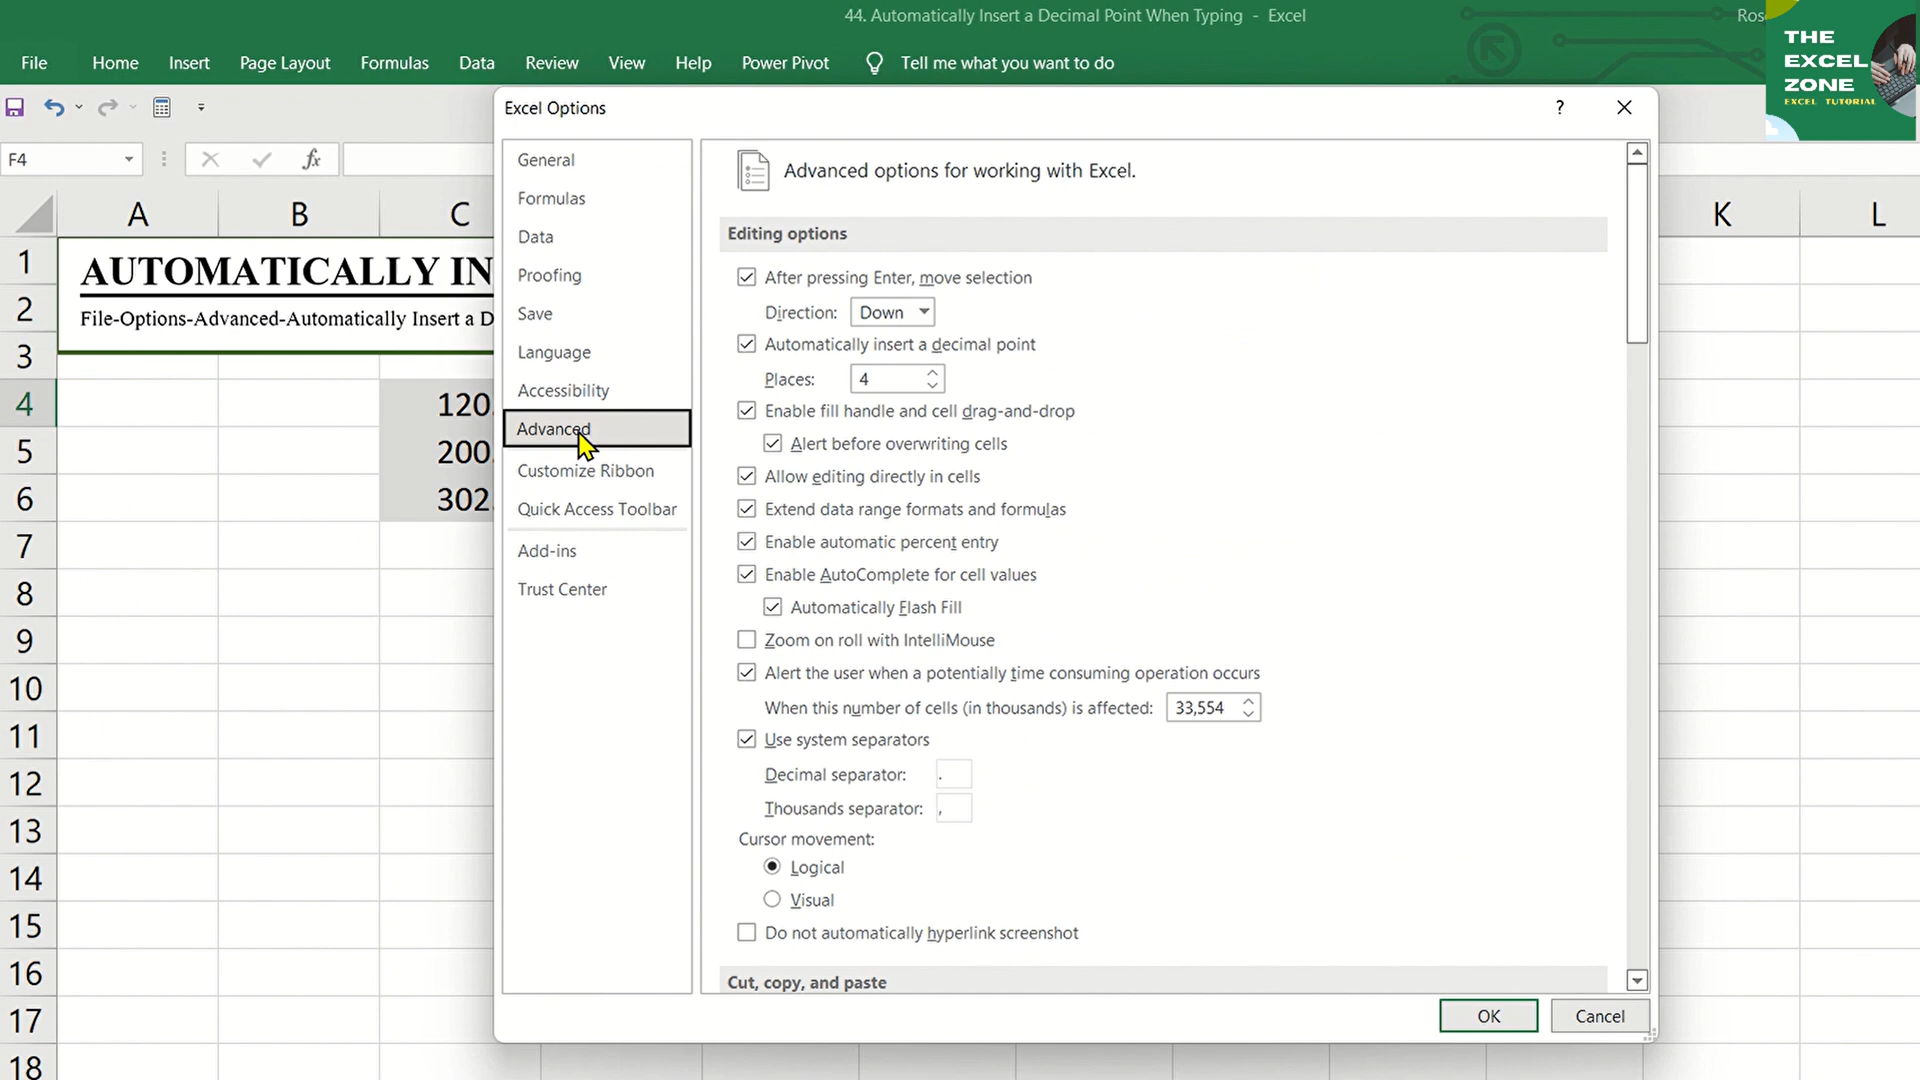 44. Automatically Insert a Decimal Point When Typing - Excel
Ros
THE
EXCEL
ZONE
EXCEL TUTORIAL
File Home Insert Page Layout Formulas Data Review View Help Power Pivot Tell me what you want to do
Excel Options ?
F4 fx
A B C K L
1
2
3
4
5
6
7
8
9
10
11
12
13
14
15
16
17
18
AUTOMATICALLY IN
File-Options-Advanced-Automatically Insert a D
120.
200.
302.
General
Formulas
Data
Proofing
Save
Language
Accessibility
Advanced
Customize Ribbon
Quick Access Toolbar
Add-ins
Trust Center
Advanced options for working with Excel.
Editing options
After pressing Enter, move selection
Direction: Down
Automatically insert a decimal point
Places: 4
Enable fill handle and cell drag-and-drop
Alert before overwriting cells
Allow editing directly in cells
Extend data range formats and formulas
Enable automatic percent entry
Enable AutoComplete for cell values
Automatically Flash Fill
Zoom on roll with IntelliMouse
Alert the user when a potentially time consuming operation occurs
When this number of cells (in thousands) is affected: 33,554
Use system separators
Decimal separator: .
Thousands separator: ,
Cursor movement:
Logical
Visual
Do not automatically hyperlink screenshot
Cut, copy, and paste
OK Cancel